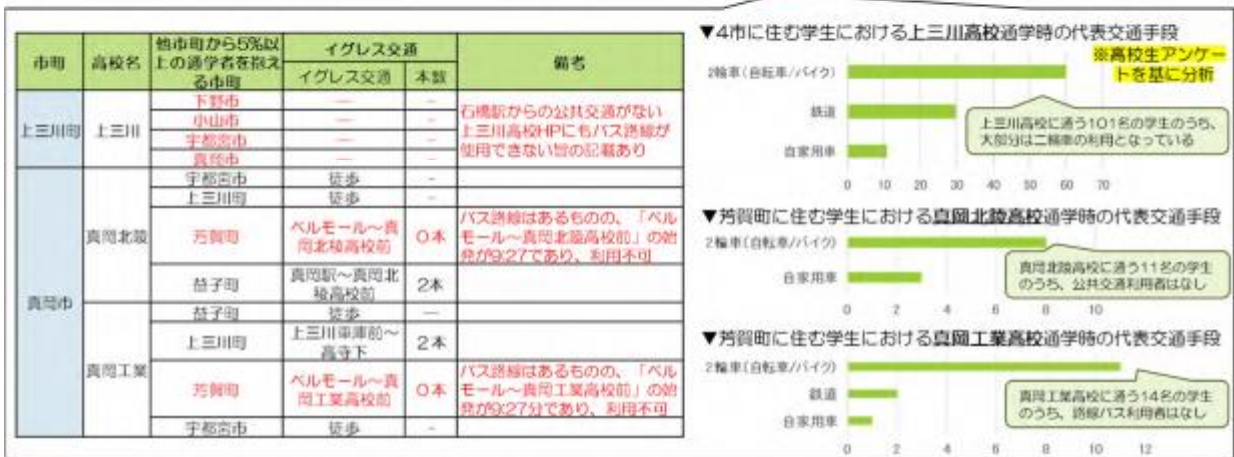 市町 高校名 他市町から5%以上の通学者を抱える市町 イグレス交通 備考
イグレス交通 本数
上三川町 上三川 下野市 — -
小山市 — -
宇都宮市 — -
真岡市 — -
石橋駅からの公共交通がない
上三川高校HPにもバス路線が
使用できない旨の記載あり
真岡市 真岡北陵 宇都宮市 徒歩 -
上三川町 徒歩 -
芳賀町 ベルモール~真岡北稜高校前 0本
バス路線はあるものの、「ベル
モール~真岡北陵高校前」の始
発が9:27であり、利用不可
益子町 真岡駅~真岡北稜高校前 2本
真岡工業 益子町 徒歩 —
上三川町 上三川車庫前~高寺下 2本
芳賀町 ベルモール~真岡工業高校前 0本
バス路線はあるものの、「ベル
モール~真岡工業高校前」の始
発が9:27分であり、利用不可
宇都宮市 徒歩 -
▼4市に住む学生における上三川高校通学時の代表交通手段
※高校生アンケー
トを基に分析
2輪車(自転車/バイク)
鉄道
自家用車
上三川高校に通う101名の学生のうち、
大部分は二輪車の利用となっている
0 10 20 30 40 50 60 70
▼芳賀町に住む学生における真岡北陵高校通学時の代表交通手段
2輪車(自転車/バイク)
自家用車
真岡北陵高校に通う11名の学生
のうち、公共交通利用者はなし
0 2 4 6 8 10
▼芳賀町に住む学生における真岡工業高校通学時の代表交通手段
2輪車(自転車/バイク)
鉄道
自家用車
真岡工業高校に通う14名の学生
のうち、路線バス利用者はなし
0 2 4 6 8 10 12